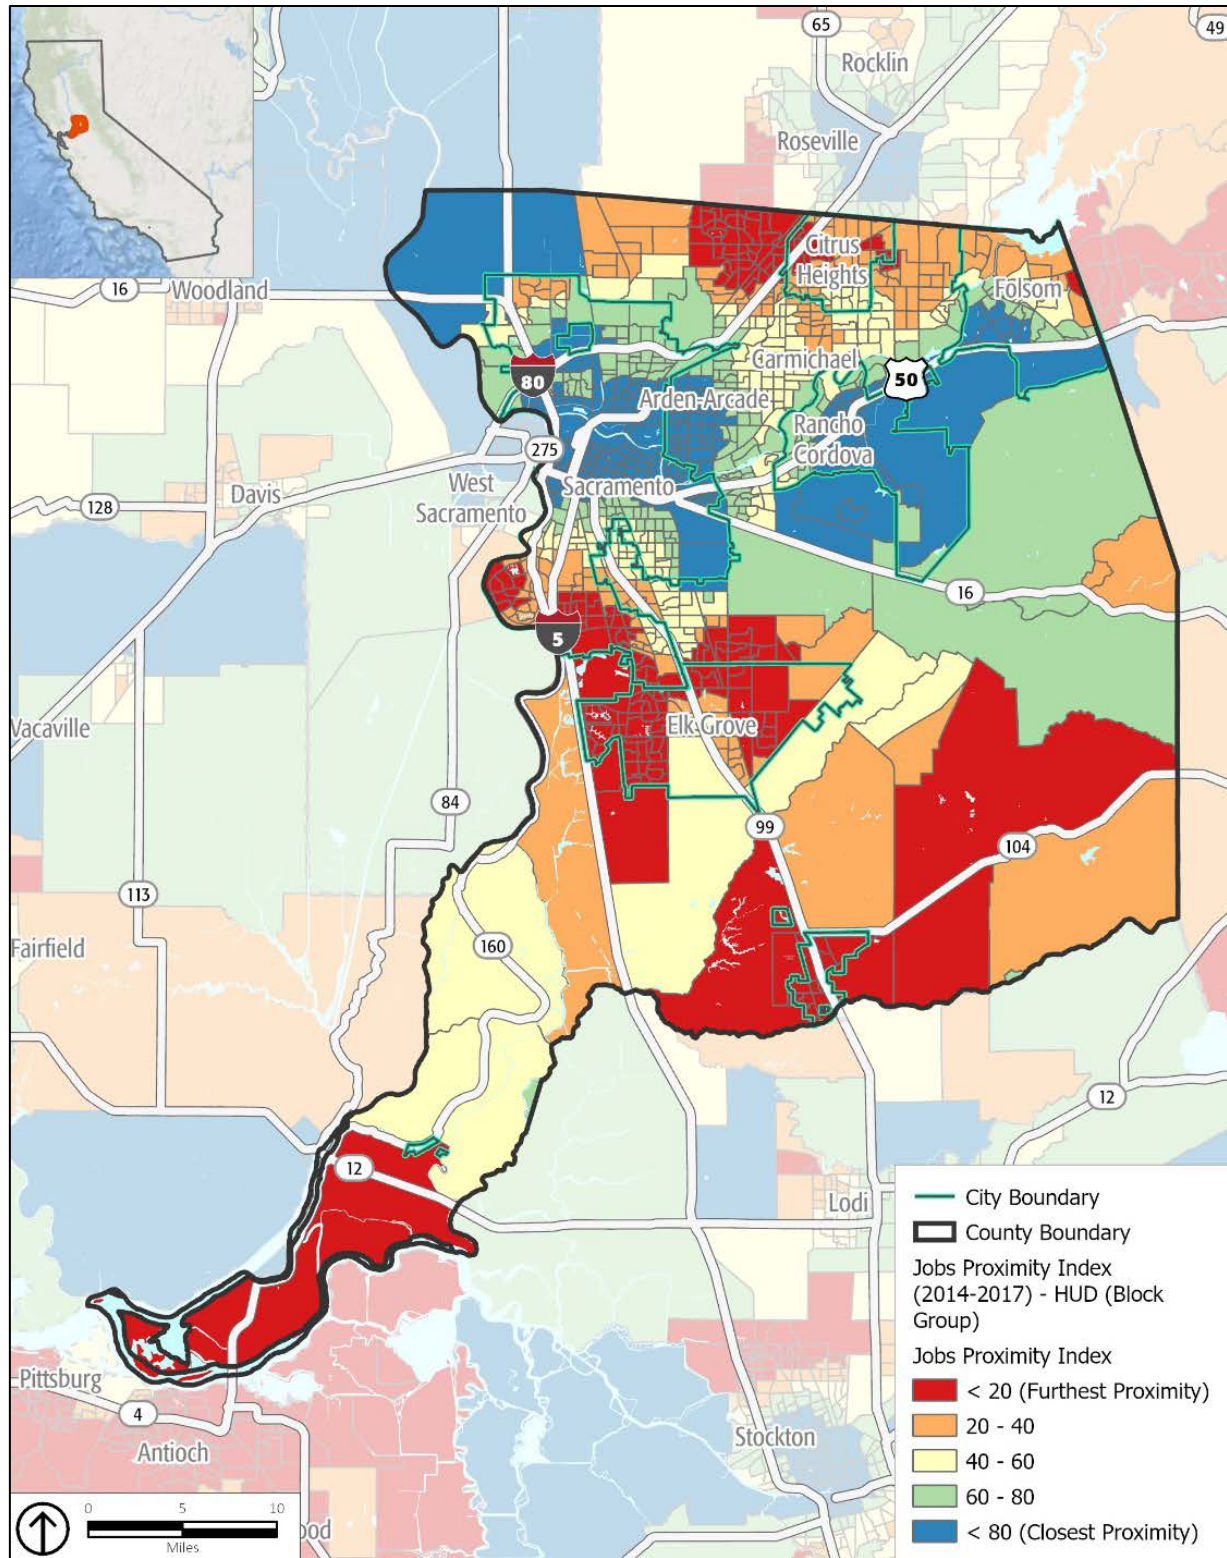 65
49
Rocklin
Roseville
Citrus
Heights
Folsom
16
Woodland
Carmichael
80
50
Arden-Arcade
Rancho
Cordova
275
West
Sacramento
Sacramento
Davis
128
16
5
Vacaville
Elk Grove
84
99
104
113
160
Fairfield
12
12
Lodi
Pittsburg
4
Antioch
Stockton
City Boundary
County Boundary
Jobs Proximity Index
(2014-2017) - HUD (Block
Group)
Jobs Proximity Index
< 20 (Furthest Proximity)
20 - 40
40 - 60
60 - 80
< 80 (Closest Proximity)
0 5 10
Miles
ood